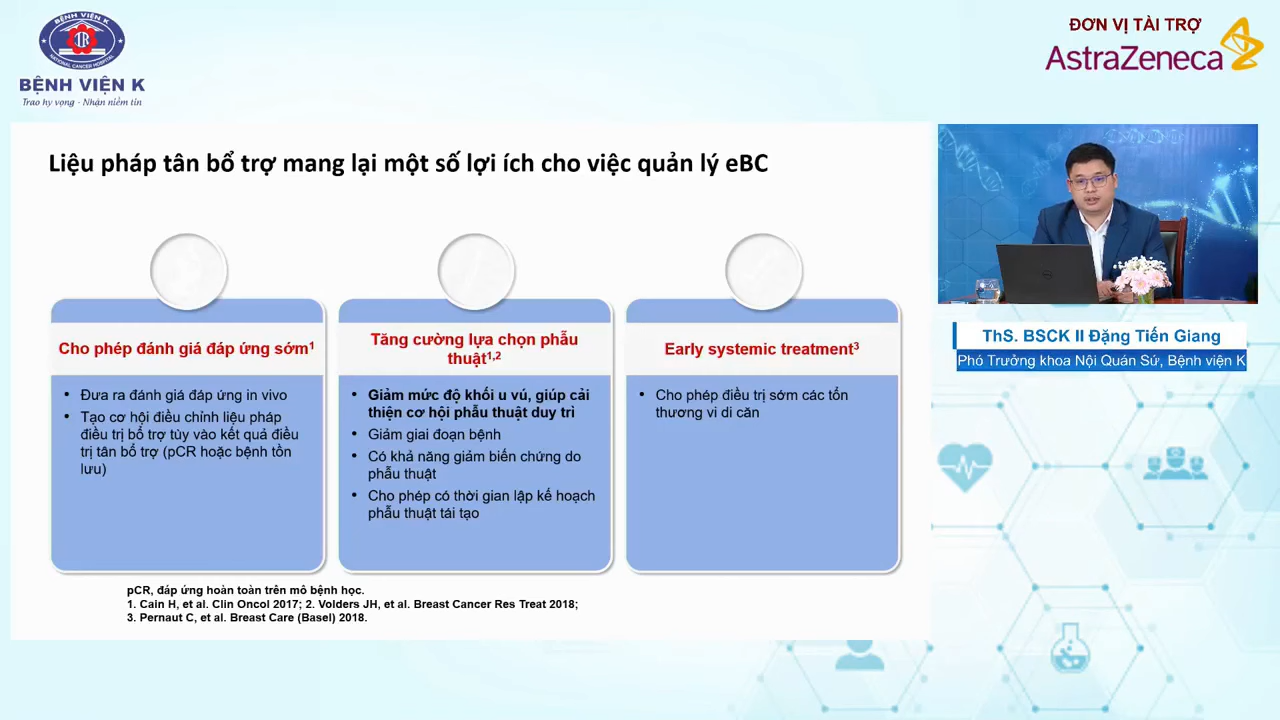 BỆNH VIỆN K
NATIONAL CANCER HOSPITAL
BỆNH VIỆN K
Trao hy vọng - Nhận niềm tin
ĐƠN VỊ TÀI TRỢ
AstraZeneca
Liệu pháp tân bổ trợ mang lại một số lợi ích cho việc quản lý eBC
Cho phép đánh giá đáp ứng sớm1
• Đưa ra đánh giá đáp ứng in vivo
• Tạo cơ hội điều chỉnh liệu pháp
điều trị bổ trợ tùy vào kết quả điều
trị tân bổ trợ (pCR hoặc bệnh tồn
lưu)
Tăng cường lựa chọn phẫu
thuật1,2
• Giảm mức độ khối u vú, giúp cải
thiện cơ hội phẫu thuật duy trì
• Giảm giai đoạn bệnh
• Có khả năng giảm biến chứng do
phẫu thuật
• Cho phép có thời gian lập kế hoạch
phẫu thuật tái tạo
Early systemic treatment3
• Cho phép điều trị sớm các tổn
thương vi di căn
pCR, đáp ứng hoàn toàn trên mô bệnh học.
1. Cain H, et al. Clin Oncol 2017; 2. Volders JH, et al. Breast Cancer Res Treat 2018;
3. Pernaut C, et al. Breast Care (Basel) 2018.
ThS. BSCK II Đặng Tiến Giang
Phó Trưởng khoa Nội Quán Sứ, Bệnh viện K